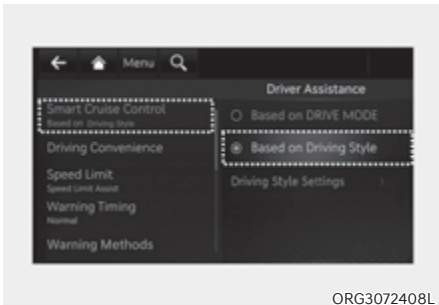 Menu
Driver Assistance
Smart Cruise Control
Based on Driving Style
Driving Convenience
Speed Limit
Speed Limit Assist
Warning Timing
Normal
Warning Methods
Based on DRIVE MODE
Based on Driving Style
Driving Style Settings
ORG3072408L